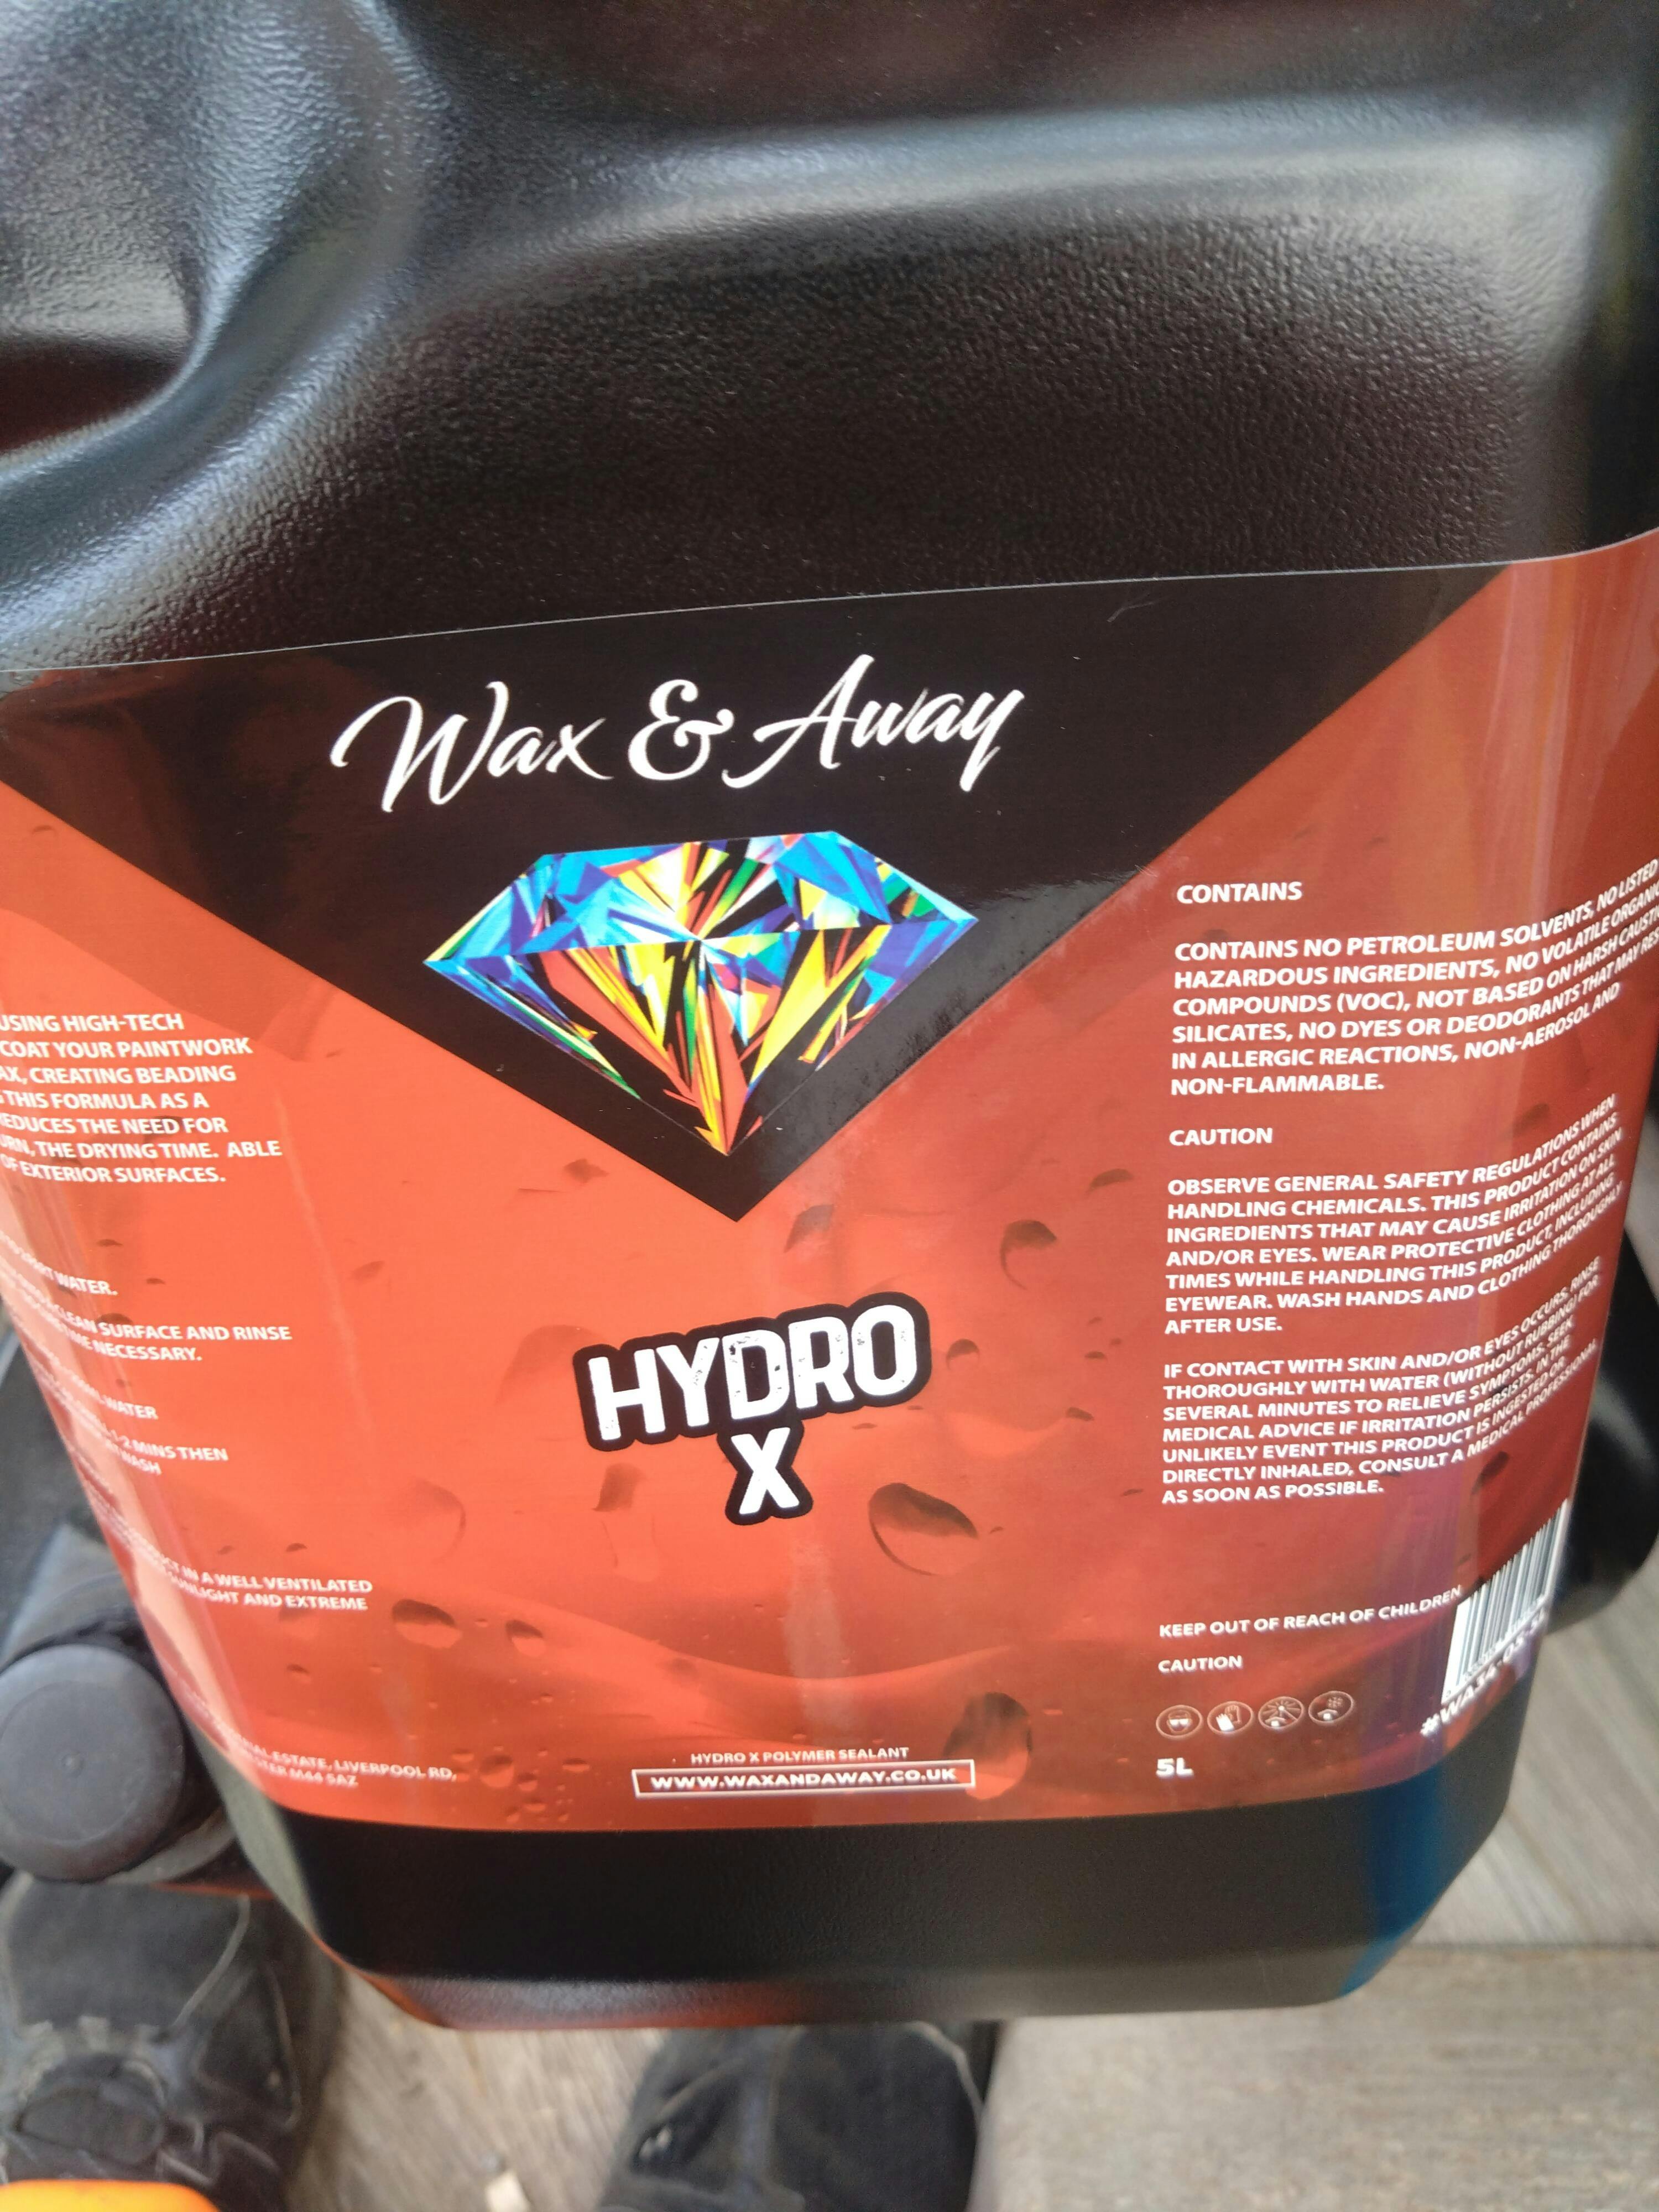 Wax & Away
USING HIGH-TECH
COAT YOUR PAINTWORK
AX, CREATING BEADING
THIS FORMULA AS A
REDUCES THE NEED FOR
URN, THE DRYING TIME. ABLE
OF EXTERIOR SURFACES.
WATER.
CLEAN SURFACE AND RINSE
NECESSARY.
WATER
1-2 MINS THEN
WASH
IN A WELL VENTILATED
SUNLIGHT AND EXTREME
ESTATE, LIVERPOOL RD,
M44 5AZ
HYDRO
X
HYDRO X POLYMER SEALANT
WWW.WAXANDAWAY.CO.UK
CONTAINS
CONTAINS NO PETROLEUM SOLVENTS, NO LISTED
HAZARDOUS INGREDIENTS, NO VOLATILE ORGANIC
COMPOUNDS (VOC), NOT BASED ON HARSH CAUSTIC
SILICATES, NO DYES OR DEODORANTS THAT MAY RES
IN ALLERGIC REACTIONS, NON-AEROSOL AND
NON-FLAMMABLE.
CAUTION
OBSERVE GENERAL SAFETY REGULATIONS WHEN
HANDLING CHEMICALS. THIS PRODUCT CONTAINS
INGREDIENTS THAT MAY CAUSE IRRITATION ON SKIN
AND/OR EYES. WEAR PROTECTIVE CLOTHING AT ALL
TIMES WHILE HANDLING THIS PRODUCT, INCLUDING
EYEWEAR. WASH HANDS AND CLOTHING THOROUGHLY
AFTER USE.
IF CONTACT WITH SKIN AND/OR EYES OCCURS, RINSE
THOROUGHLY WITH WATER (WITHOUT RUBBING) FOR
SEVERAL MINUTES TO RELIEVE SYMPTOMS, SEEK
MEDICAL ADVICE IF IRRITATION PERSISTS. IN THE
UNLIKELY EVENT THIS PRODUCT IS INGESTED OR
DIRECTLY INHALED, CONSULT A MEDICAL PROFESSIONAL
AS SOON AS POSSIBLE.
KEEP OUT OF REACH OF CHILDREN
CAUTION
5L